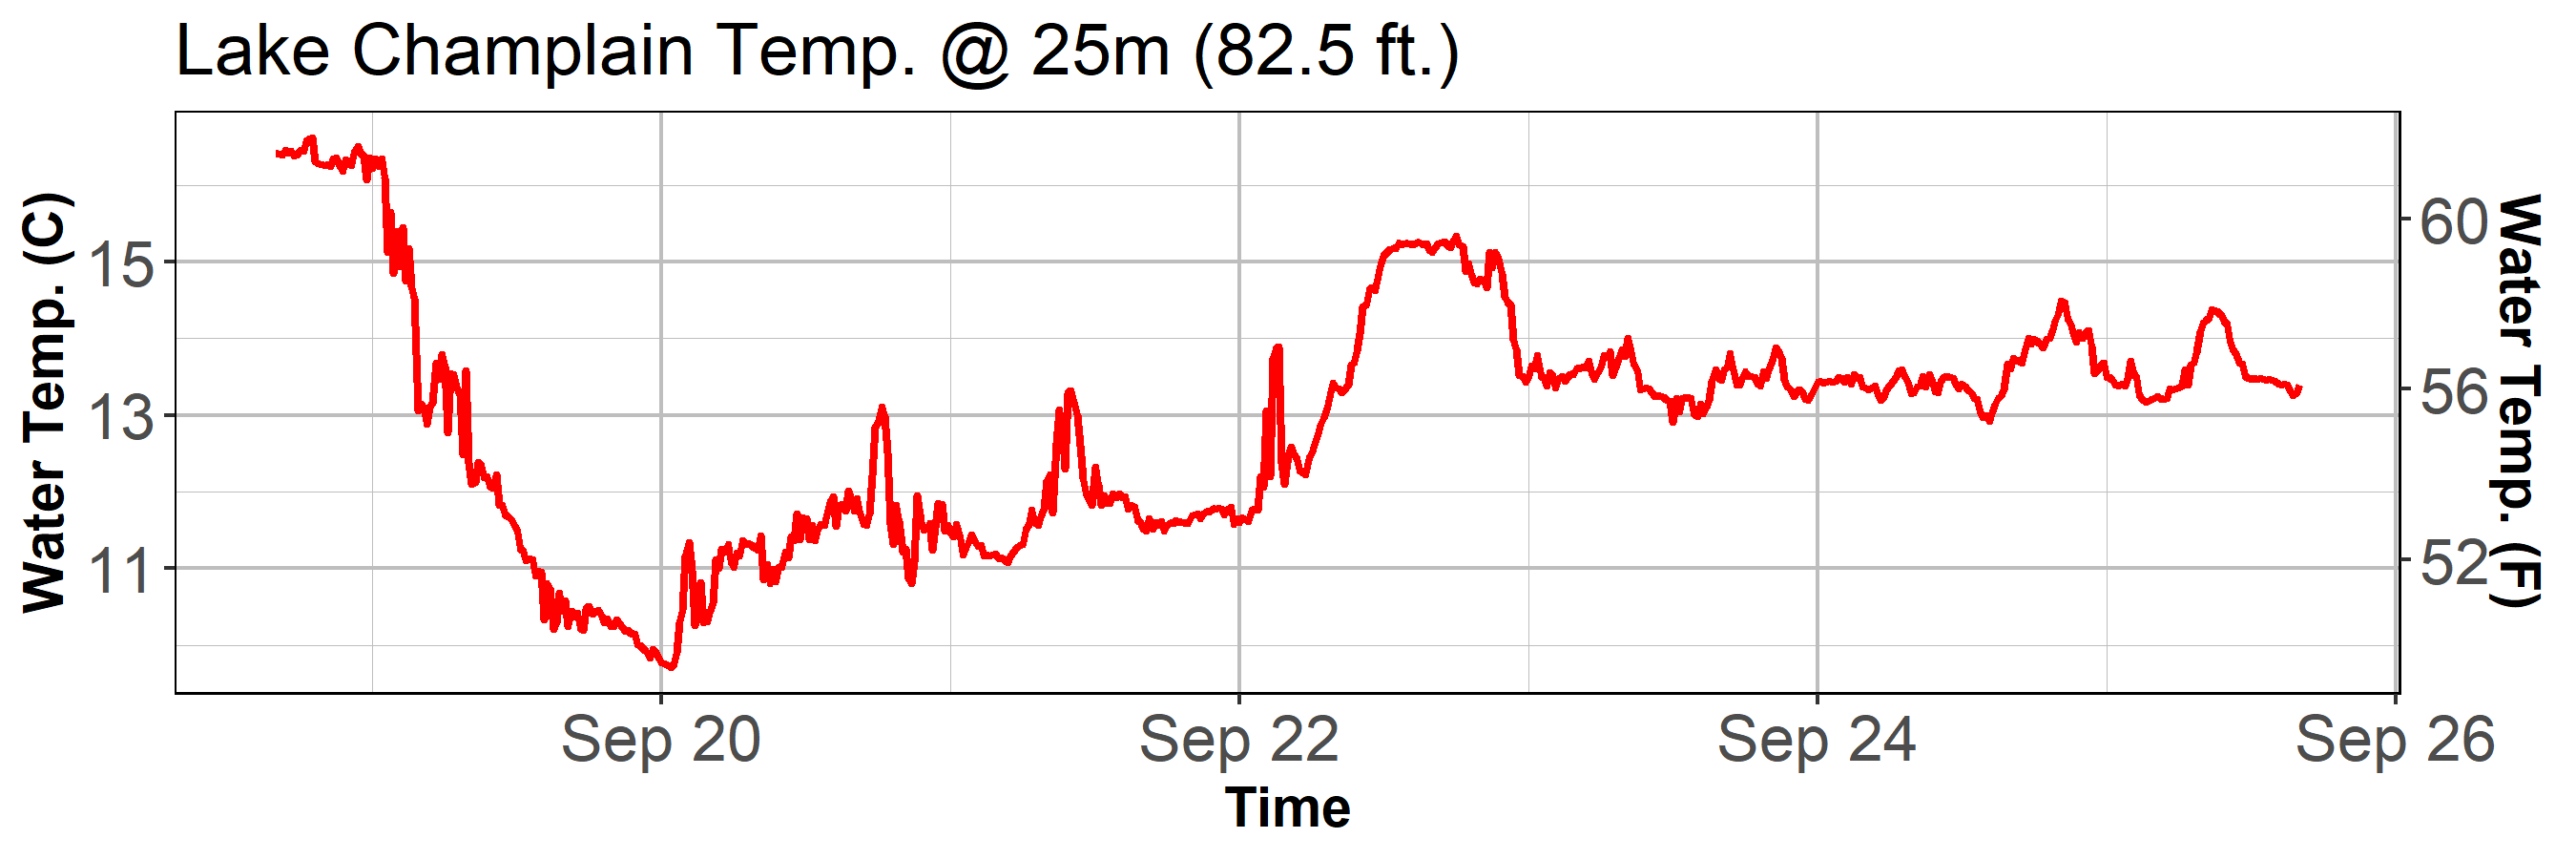 Lake Champlain Temp. @ 25m (82.5 ft.)
Water Temp. (C)
15
13
11
60
56
52
Water Temp. (F)
Sep 20 Sep 22 Sep 24 Sep 26
Time